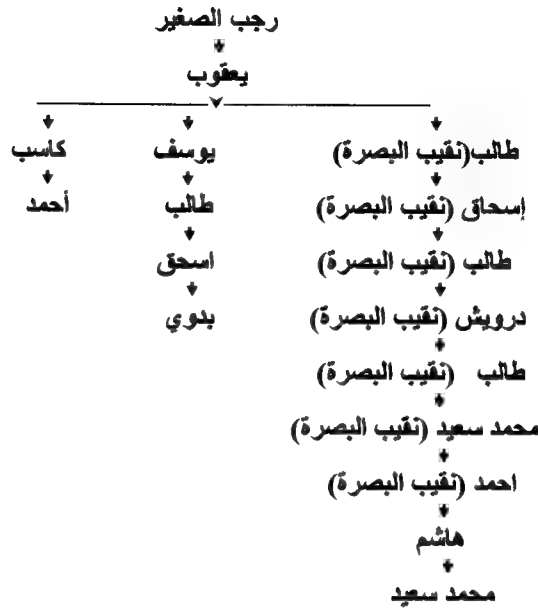 رجب الصغير
يعقوب
طالب(نقيب البصرة) يوسف كاسب
إسحاق (نقيب البصرة) طالب أحمد
طالب (نقيب البصرة) اسحق
درويش (نقيب البصرة) بدوي
طالب (نقيب البصرة)
محمد سعيد (نقيب البصرة)
احمد (نقيب البصرة)
هاشم
محمد سعيد